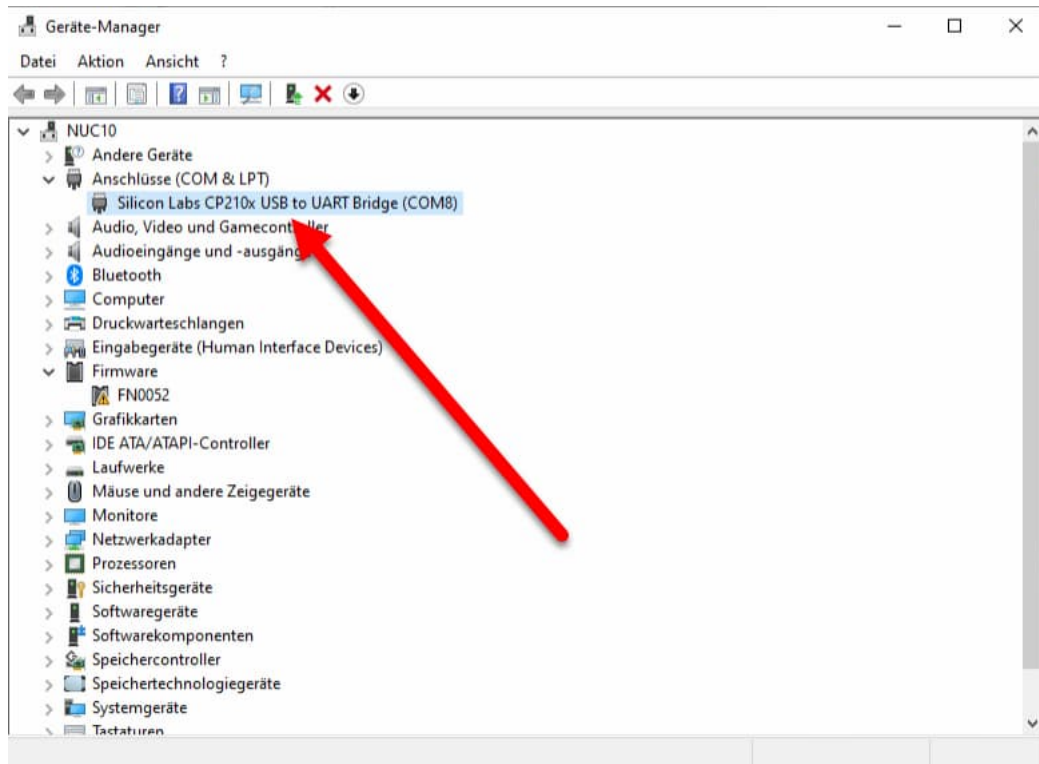 Geräte-Manager
Datei Aktion Ansicht ?
NUC10
Andere Geräte
Anschlüsse (COM & LPT)
Silicon Labs CP210x USB to UART Bridge (COM8)
Audio, Video und Gamecontroller
Audioeingänge und -ausgänge
Bluetooth
Computer
Druckwarteschlangen
Eingabegeräte (Human Interface Devices)
Firmware
FN0052
Grafikkarten
IDE ATA/ATAPI-Controller
Laufwerke
Mäuse und andere Zeigegeräte
Monitore
Netzwerkadapter
Prozessoren
Sicherheitsgeräte
Softwaregeräte
Softwarekomponenten
Speichercontroller
Speichertechnologiegeräte
Systemgeräte
Tastaturen